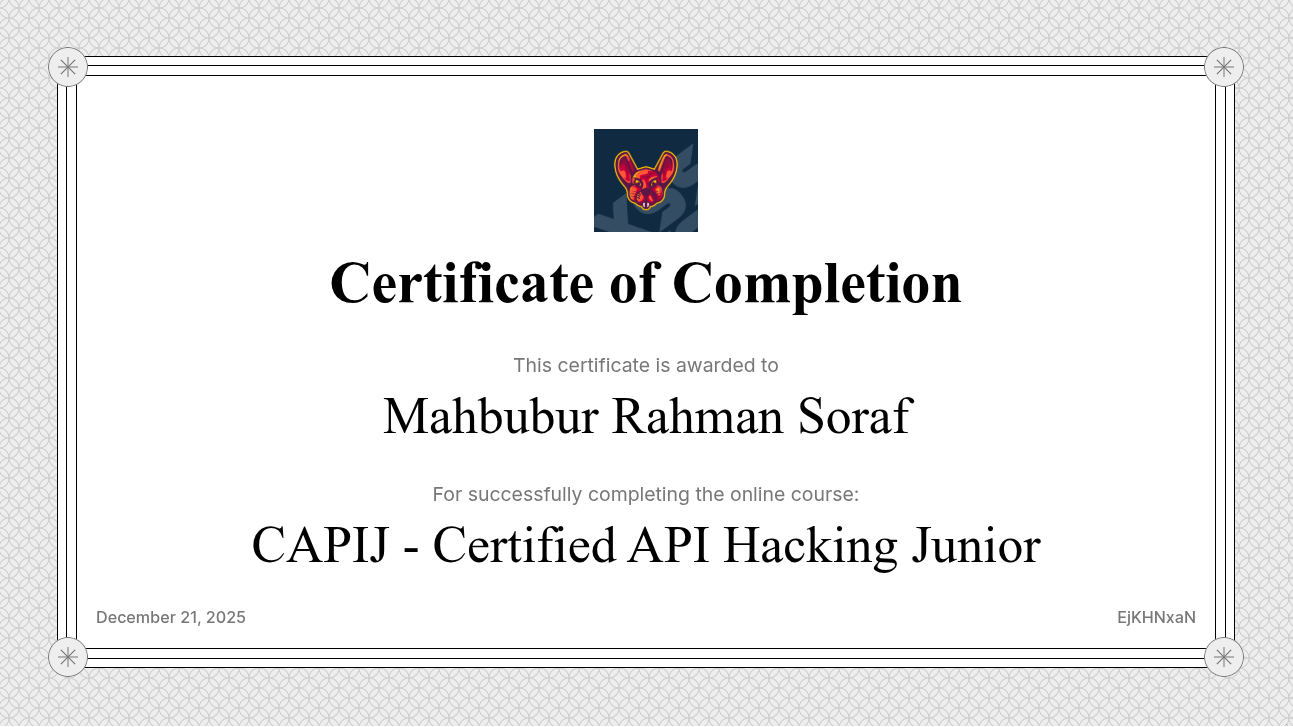 Certificate of Completion
This certificate is awarded to
Mahbubur Rahman Soraf
For successfully completing the online course:
CAPIJ - Certified API Hacking Junior
December 21, 2025
EjKHNxaN